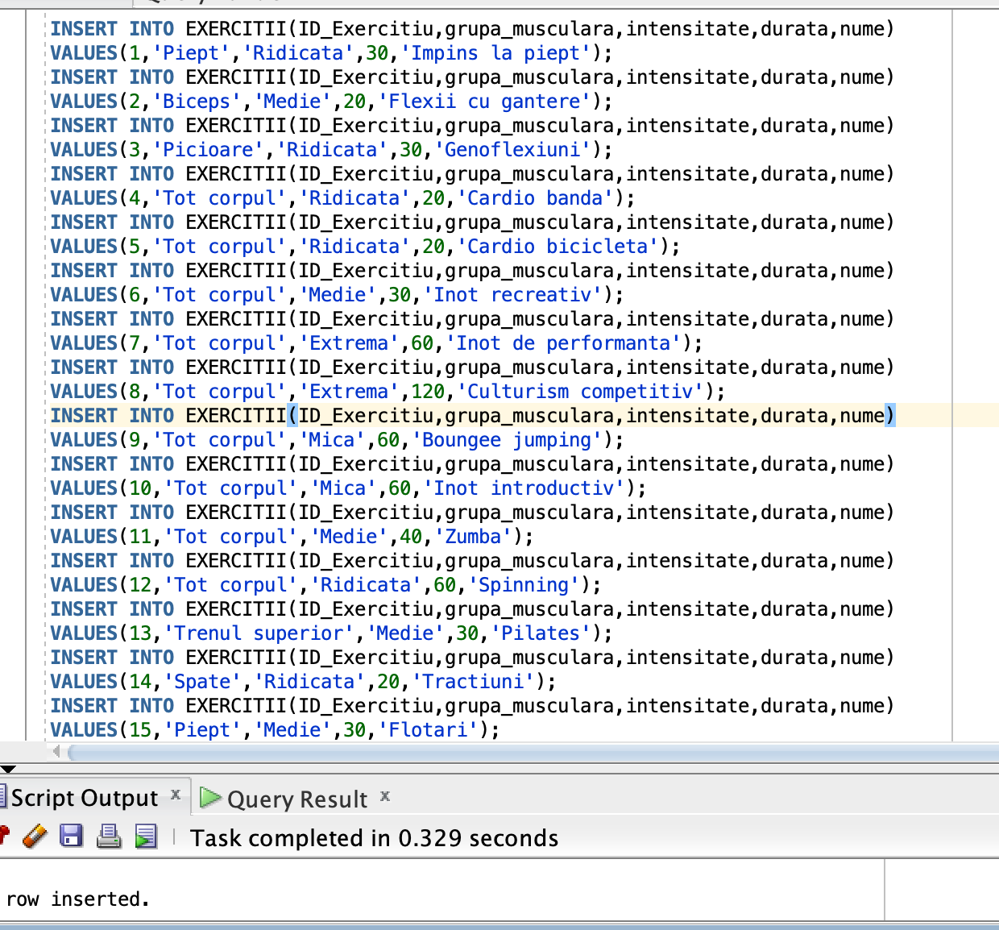 INSERT INTO EXERCITII(ID_Exercitiu,grupa_musculara,intensitate,durata,nume)
VALUES(1,'Piept','Ridicata',30,'Impins la piept');
INSERT INTO EXERCITII(ID_Exercitiu,grupa_musculara,intensitate,durata,nume)
VALUES(2,'Biceps','Medie',20,'Flexii cu gantere');
INSERT INTO EXERCITII(ID_Exercitiu,grupa_musculara,intensitate,durata,nume)
VALUES(3,'Picioare','Ridicata',30,'Genoflexiuni');
INSERT INTO EXERCITII(ID_Exercitiu,grupa_musculara,intensitate,durata,nume)
VALUES(4,'Tot corpul','Ridicata',20,'Cardio banda');
INSERT INTO EXERCITII(ID_Exercitiu,grupa_musculara,intensitate,durata,nume)
VALUES(5,'Tot corpul','Ridicata',20,'Cardio bicicleta');
INSERT INTO EXERCITII(ID_Exercitiu,grupa_musculara,intensitate,durata,nume)
VALUES(6,'Tot corpul','Medie',30,'Inot recreativ');
INSERT INTO EXERCITII(ID_Exercitiu,grupa_musculara,intensitate,durata,nume)
VALUES(7,'Tot corpul','Extrema',60,'Inot de performanta');
INSERT INTO EXERCITII(ID_Exercitiu,grupa_musculara,intensitate,durata,nume)
VALUES(8,'Tot corpul','Extrema',120,'Culturism competitiv');
INSERT INTO EXERCITII(ID_Exercitiu,grupa_musculara,intensitate,durata,nume)
VALUES(9,'Tot corpul','Mica',60,'Boungee jumping');
INSERT INTO EXERCITII(ID_Exercitiu,grupa_musculara,intensitate,durata,nume)
VALUES(10,'Tot corpul','Mica',60,'Inot introductiv');
INSERT INTO EXERCITII(ID_Exercitiu,grupa_musculara,intensitate,durata,nume)
VALUES(11,'Tot corpul','Medie',40,'Zumba');
INSERT INTO EXERCITII(ID_Exercitiu,grupa_musculara,intensitate,durata,nume)
VALUES(12,'Tot corpul','Ridicata',60,'Spinning');
INSERT INTO EXERCITII(ID_Exercitiu,grupa_musculara,intensitate,durata,nume)
VALUES(13,'Trenul superior','Medie',30,'Pilates');
INSERT INTO EXERCITII(ID_Exercitiu,grupa_musculara,intensitate,durata,nume)
VALUES(14,'Spate','Ridicata',20,'Tractiuni');
INSERT INTO EXERCITII(ID_Exercitiu,grupa_musculara,intensitate,durata,nume)
VALUES(15,'Piept','Medie',30,'Flotari');
Script Output x Query Result x
Task completed in 0.329 seconds
row inserted.